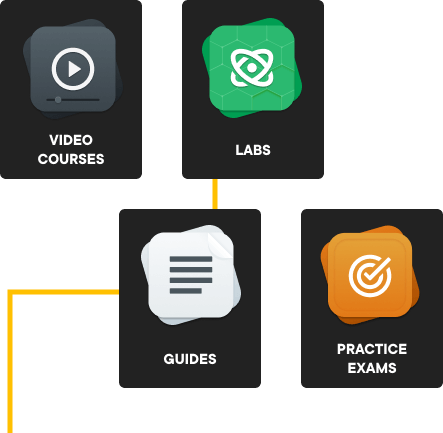 VIDEO
COURSES
LABS
GUIDES
PRACTICE
EXAMS